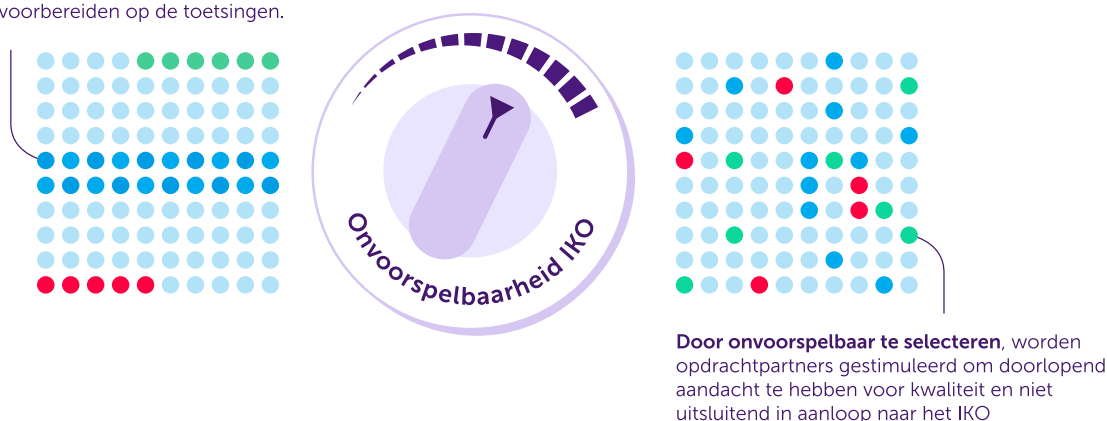 voorbereiden op de toetsingen.
Onvoorspelbaarheid IKO
Door onvoorspelbaar te selecteren, worden
opdrachtpartners gestimuleerd om doorlopend
aandacht te hebben voor kwaliteit en niet
uitsluitend in aanloop naar het IKO